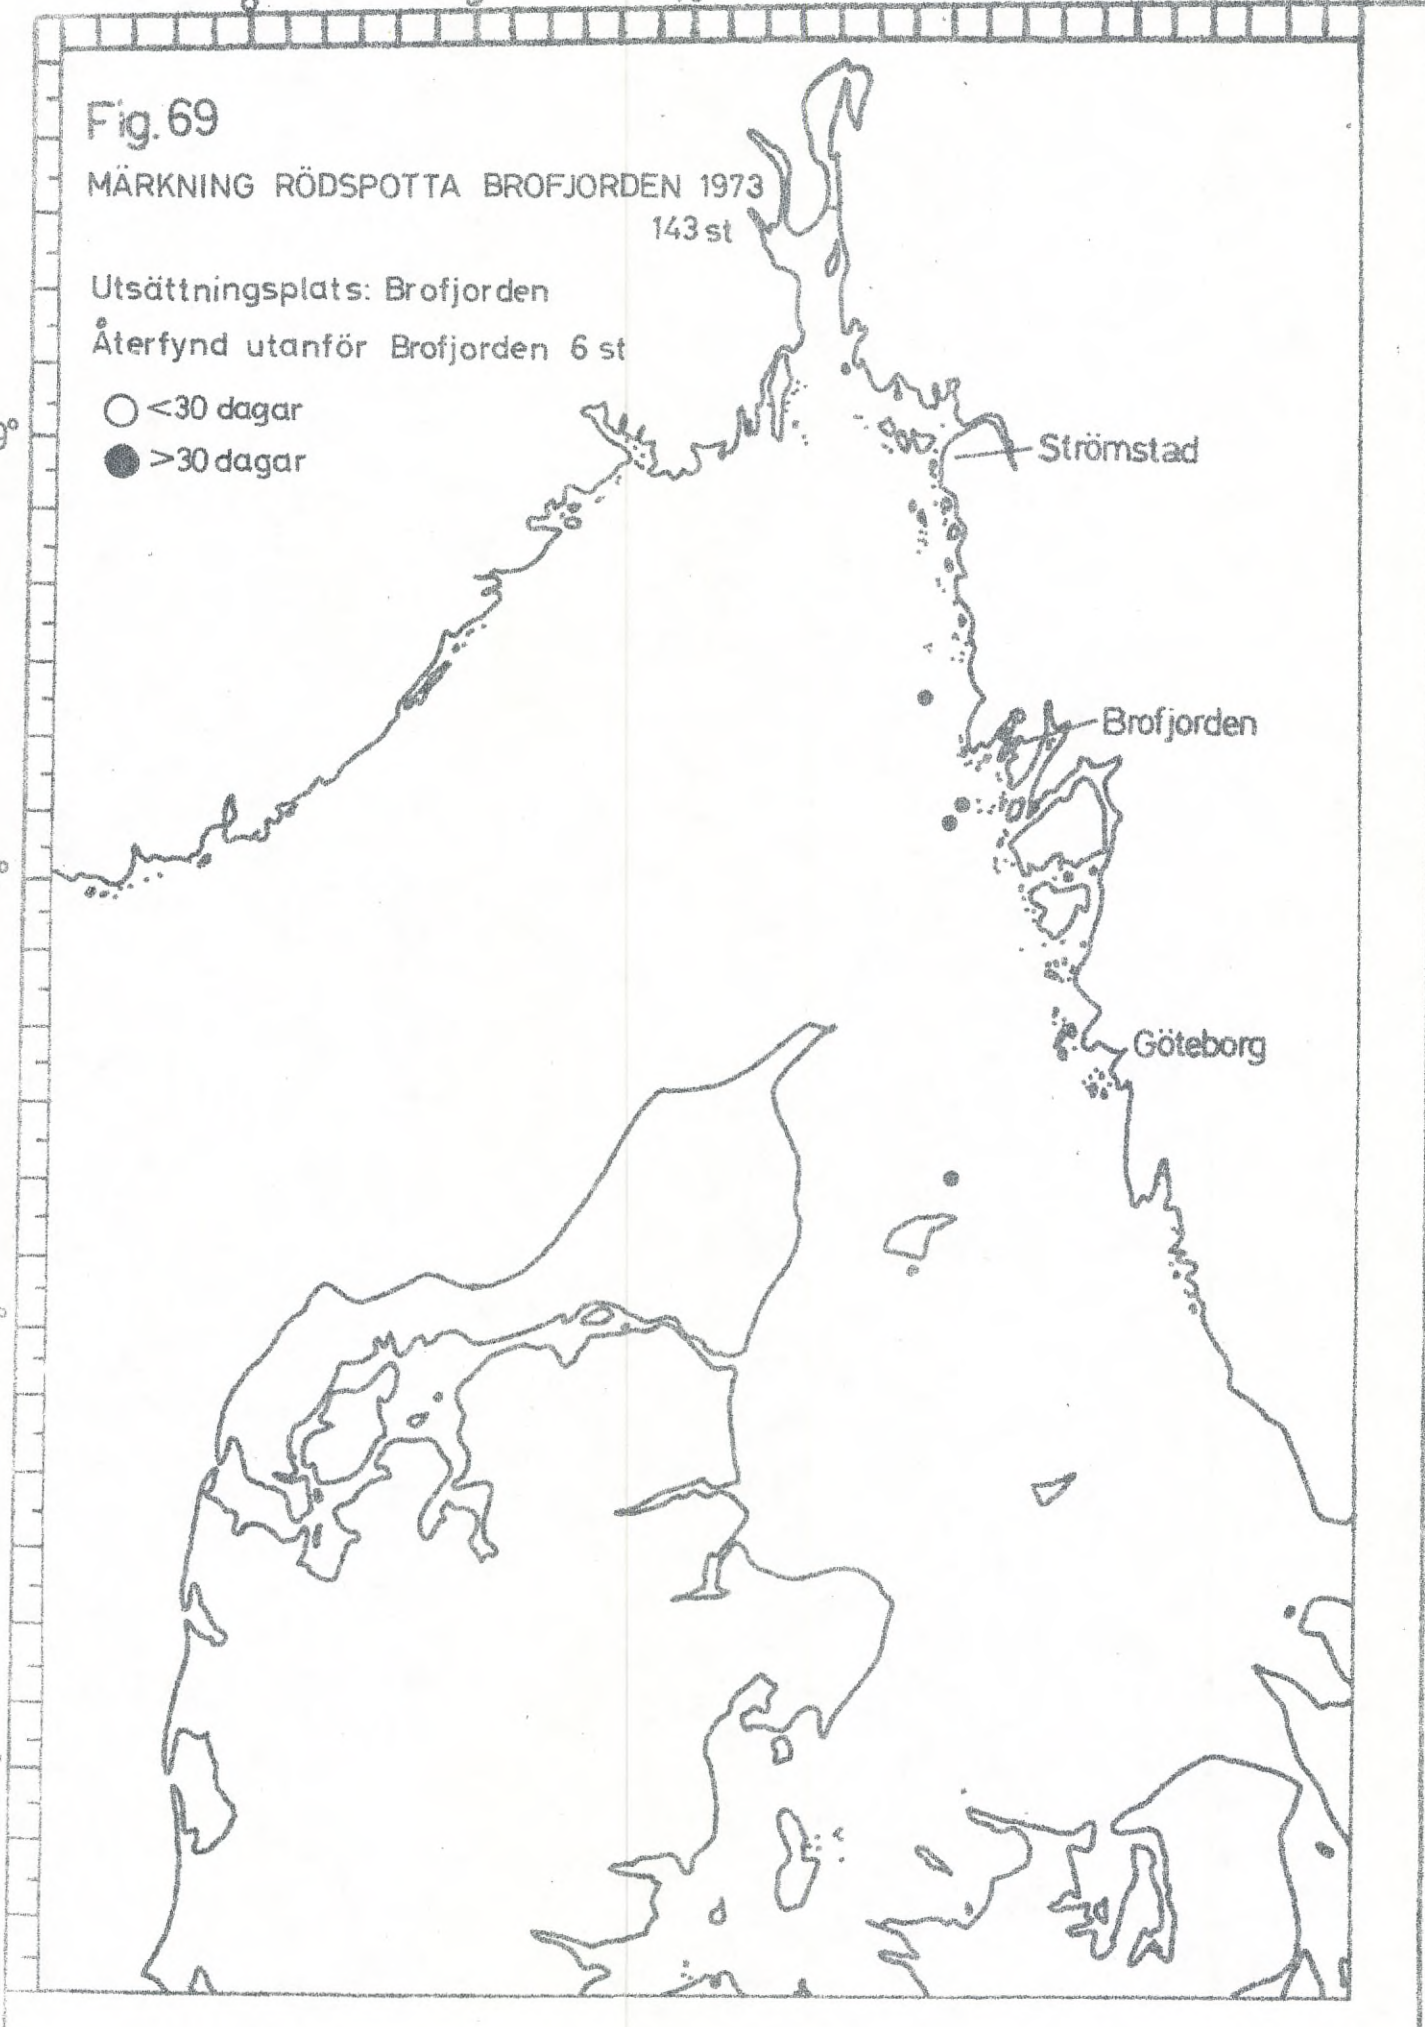 Fig. 69
MÄRKNING RÖDSPOTTA BROFJORDEN 1973
143 st
Utsättningsplats: Brofjorden
Återfynd utanför Brofjorden 6 st
<30 dagar
>30 dagar
Strömstad
Brofjorden
Göteborg